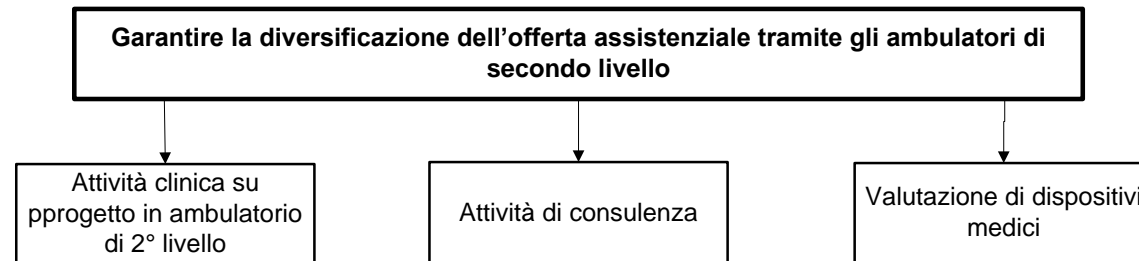 Garantire la diversificazione dell’offerta assistenziale tramite gli ambulatori di
secondo livello
Attività clinica su
pprogetto in ambulatorio
di 2° livello
Attività di consulenza
Valutazione di dispositivi
medici